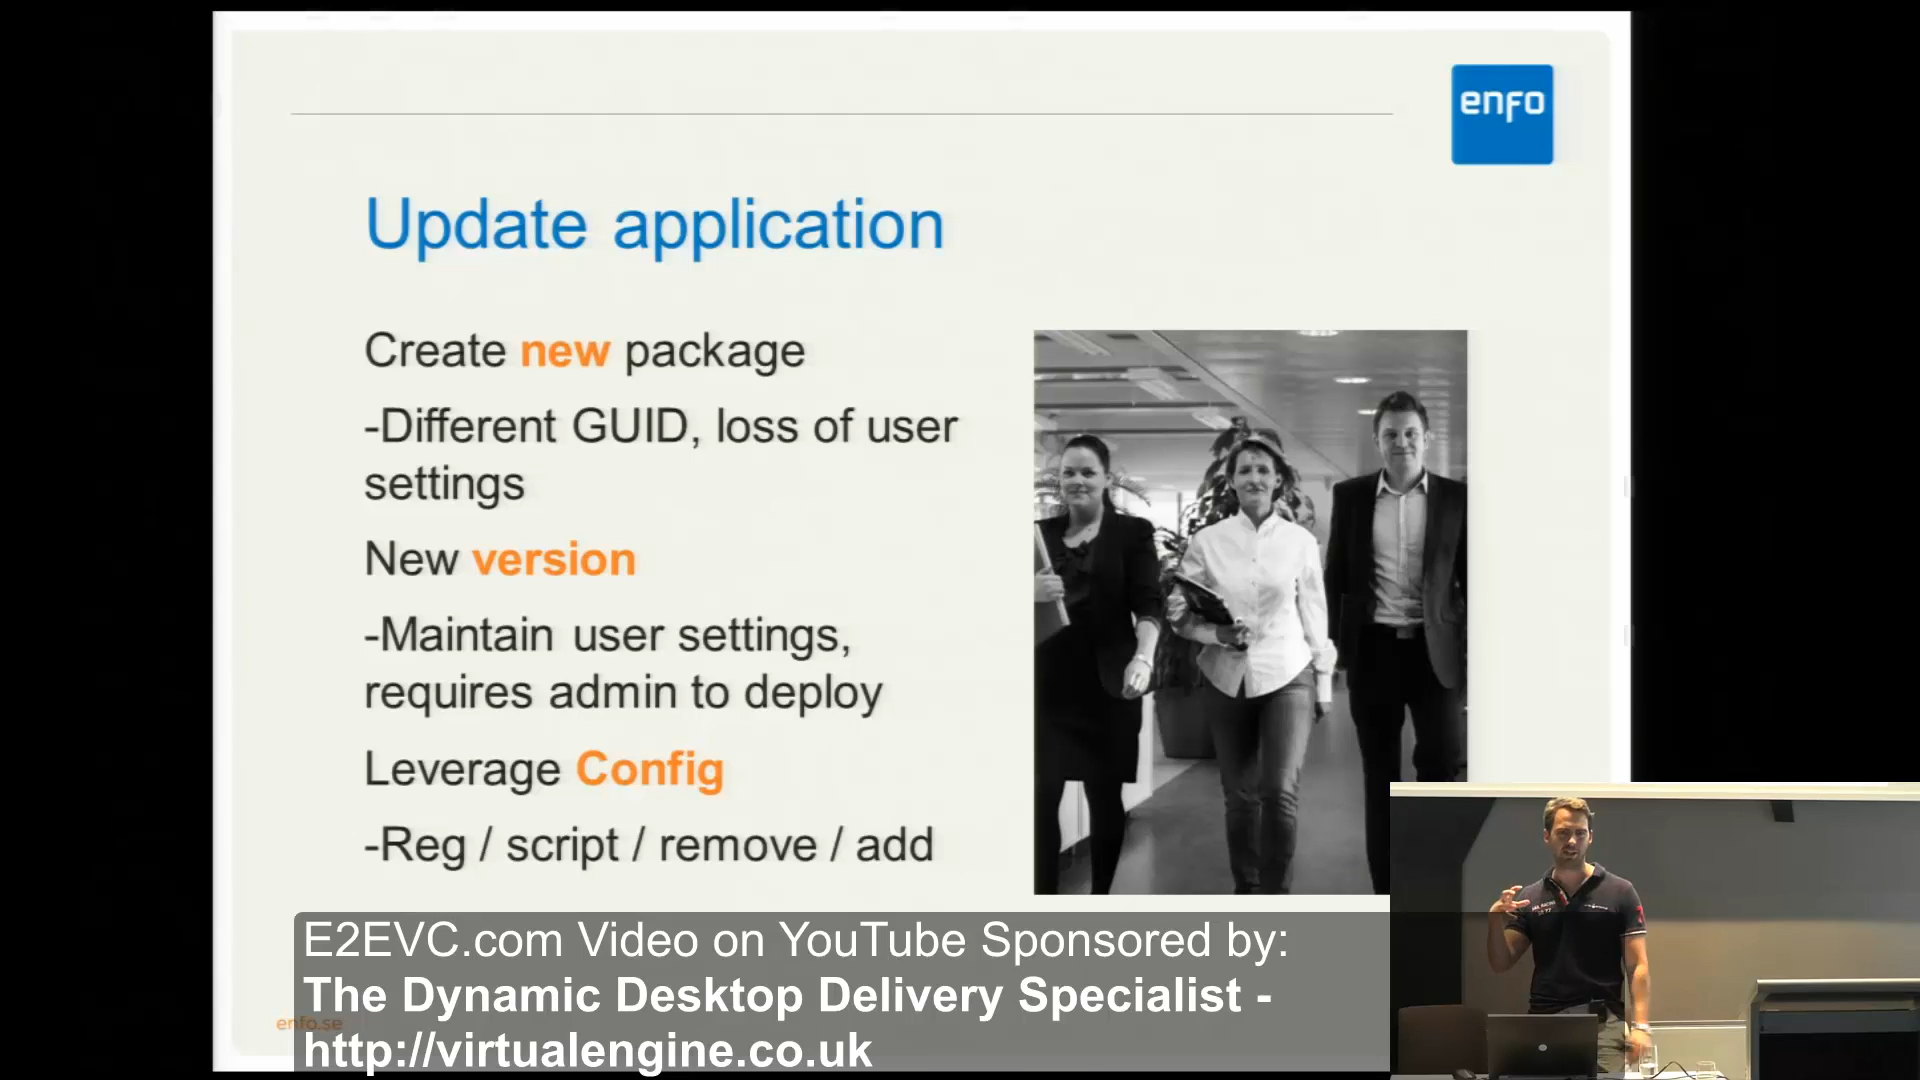 enfo
Update application
Create new package
-Different GUID, loss of user
settings
New version
-Maintain user settings,
requires admin to deploy
Leverage Config
-Reg / script / remove / add
enfo.se
E2EVC.com Video on YouTube Sponsored by:
The Dynamic Desktop Delivery Specialist -
http://virtualengine.co.uk